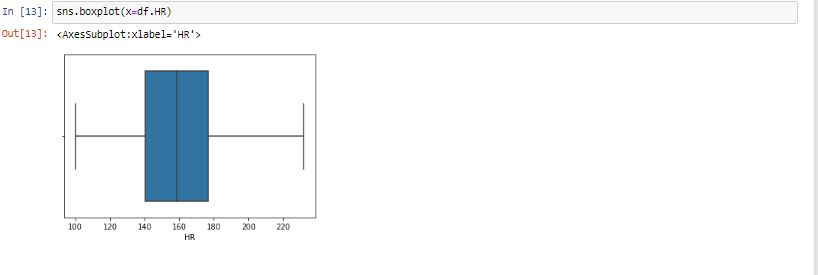 In [13]: sns.boxplot(x=df.HR)
Out[13]: <AxesSubplot:xlabel='HR'>
100 120 140 160 180 200 220
HR